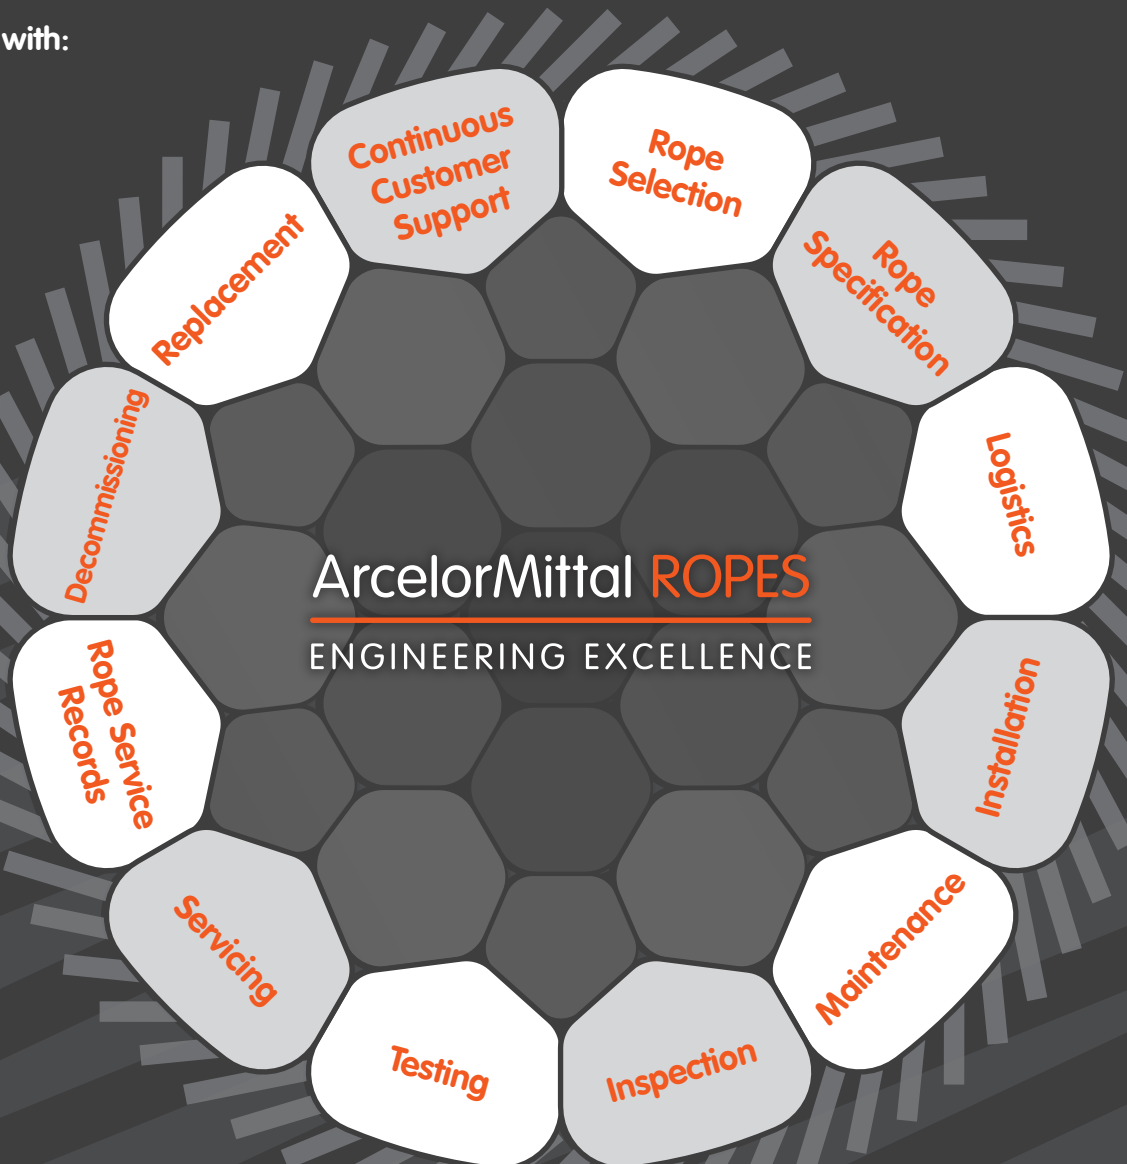 with:
Continuous
Customer
Support
Rope
Selection
Rope
Specification
Logistics
Installation
Maintenance
Inspection
Testing
Servicing
Rope Service
Records
Decommissioning
Replacement
ArcelorMittal ROPES
ENGINEERING EXCELLENCE